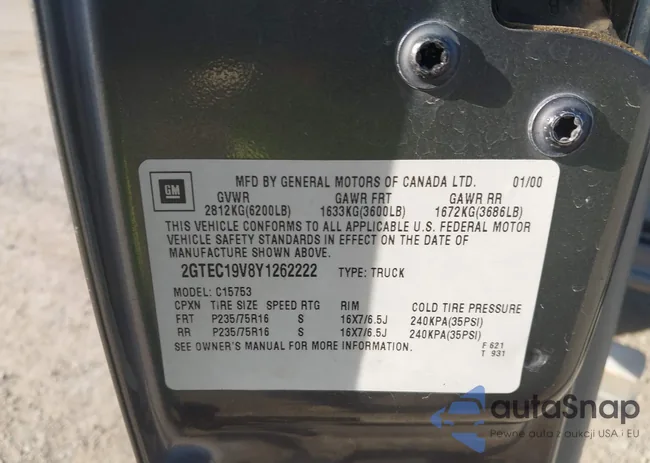 GM
MFD BY GENERAL MOTORS OF CANADA LTD. 01/00
GVWR GAWR FRT GAWR RR
2812KG(6200LB) 1633KG(3600LB) 1672KG(3686LB)
THIS VEHICLE CONFORMS TO ALL APPLICABLE U.S. FEDERAL MOTOR
VEHICLE SAFETY STANDARDS IN EFFECT ON THE DATE OF
MANUFACTURE SHOWN ABOVE.
2GTEC19V8Y1262222 TYPE: TRUCK
MODEL: C15753
CPXN TIRE SIZE SPEED RTG RIM COLD TIRE PRESSURE
FRT P235/75R16 S 16X7/6.5J 240KPA(35PSI)
RR P235/75R16 S 16X7/6.5J 240KPA(35PSI)
SEE OWNER'S MANUAL FOR MORE INFORMATION. F 621
T 931
autaSnap
Pewne auta z aukcji USA i EU